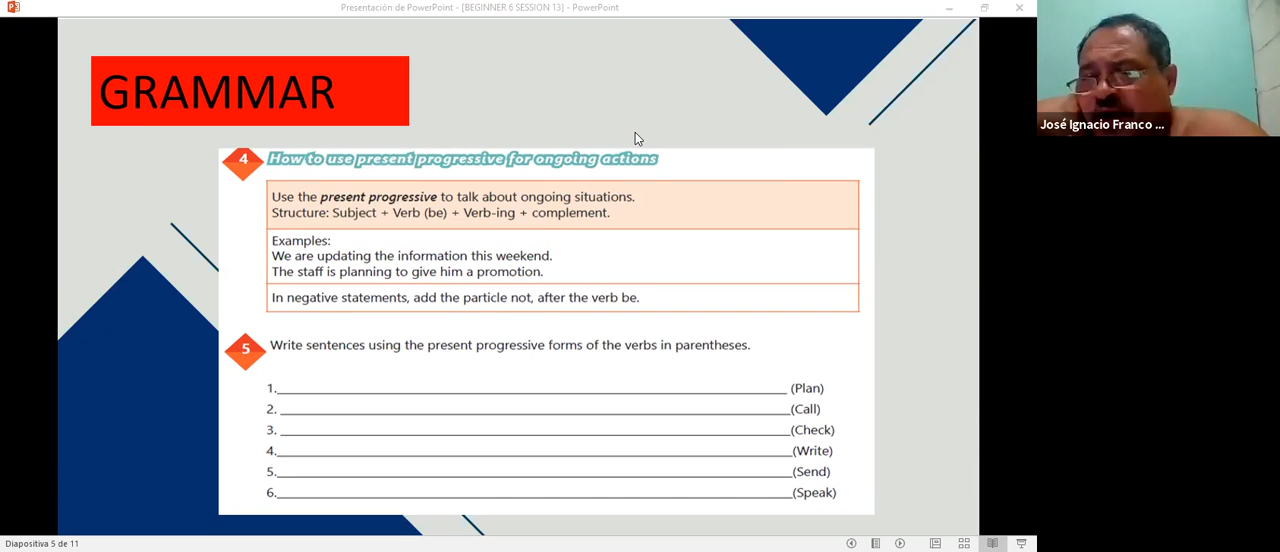 Presentación de PowerPoint - [BEGINNER 6 SESSION 13] - PowerPoint
GRAMMAR
José Ignacio Franco ...
4 How to use present progressive for ongoing actions
Use the present progressive to talk about ongoing situations.
Structure: Subject + Verb (be) + Verb-ing + complement.
Examples:
We are updating the information this weekend.
The staff is planning to give him a promotion.
In negative statements, add the particle not, after the verb be.
5 Write sentences using the present progressive forms of the verbs in parentheses.
1. (Plan)
2. (Call)
3. (Check)
4. (Write)
5. (Send)
6. (Speak)
Diapositiva 5 de 11